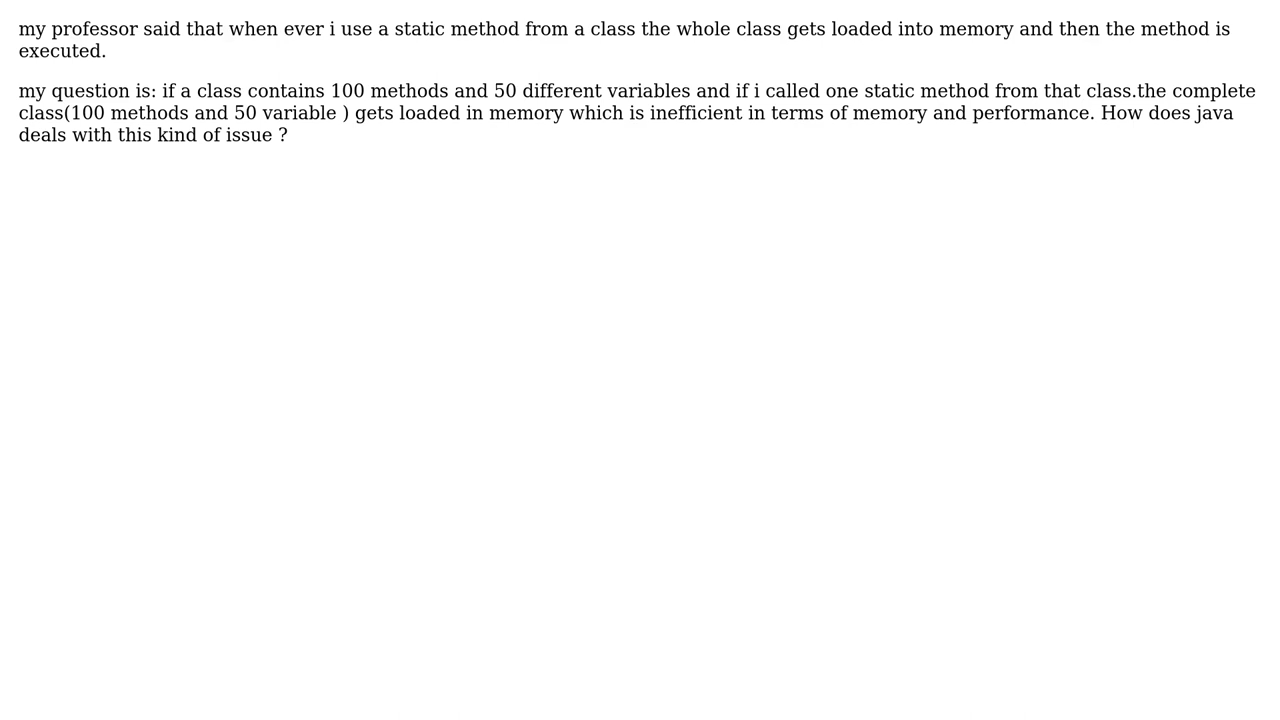 my professor said that when ever i use a static method from a class the whole class gets loaded into memory and then the method is
executed.
my question is: if a class contains 100 methods and 50 different variables and if i called one static method from that class.the complete
class(100 methods and 50 variable ) gets loaded in memory which is inefficient in terms of memory and performance. How does java
deals with this kind of issue ?